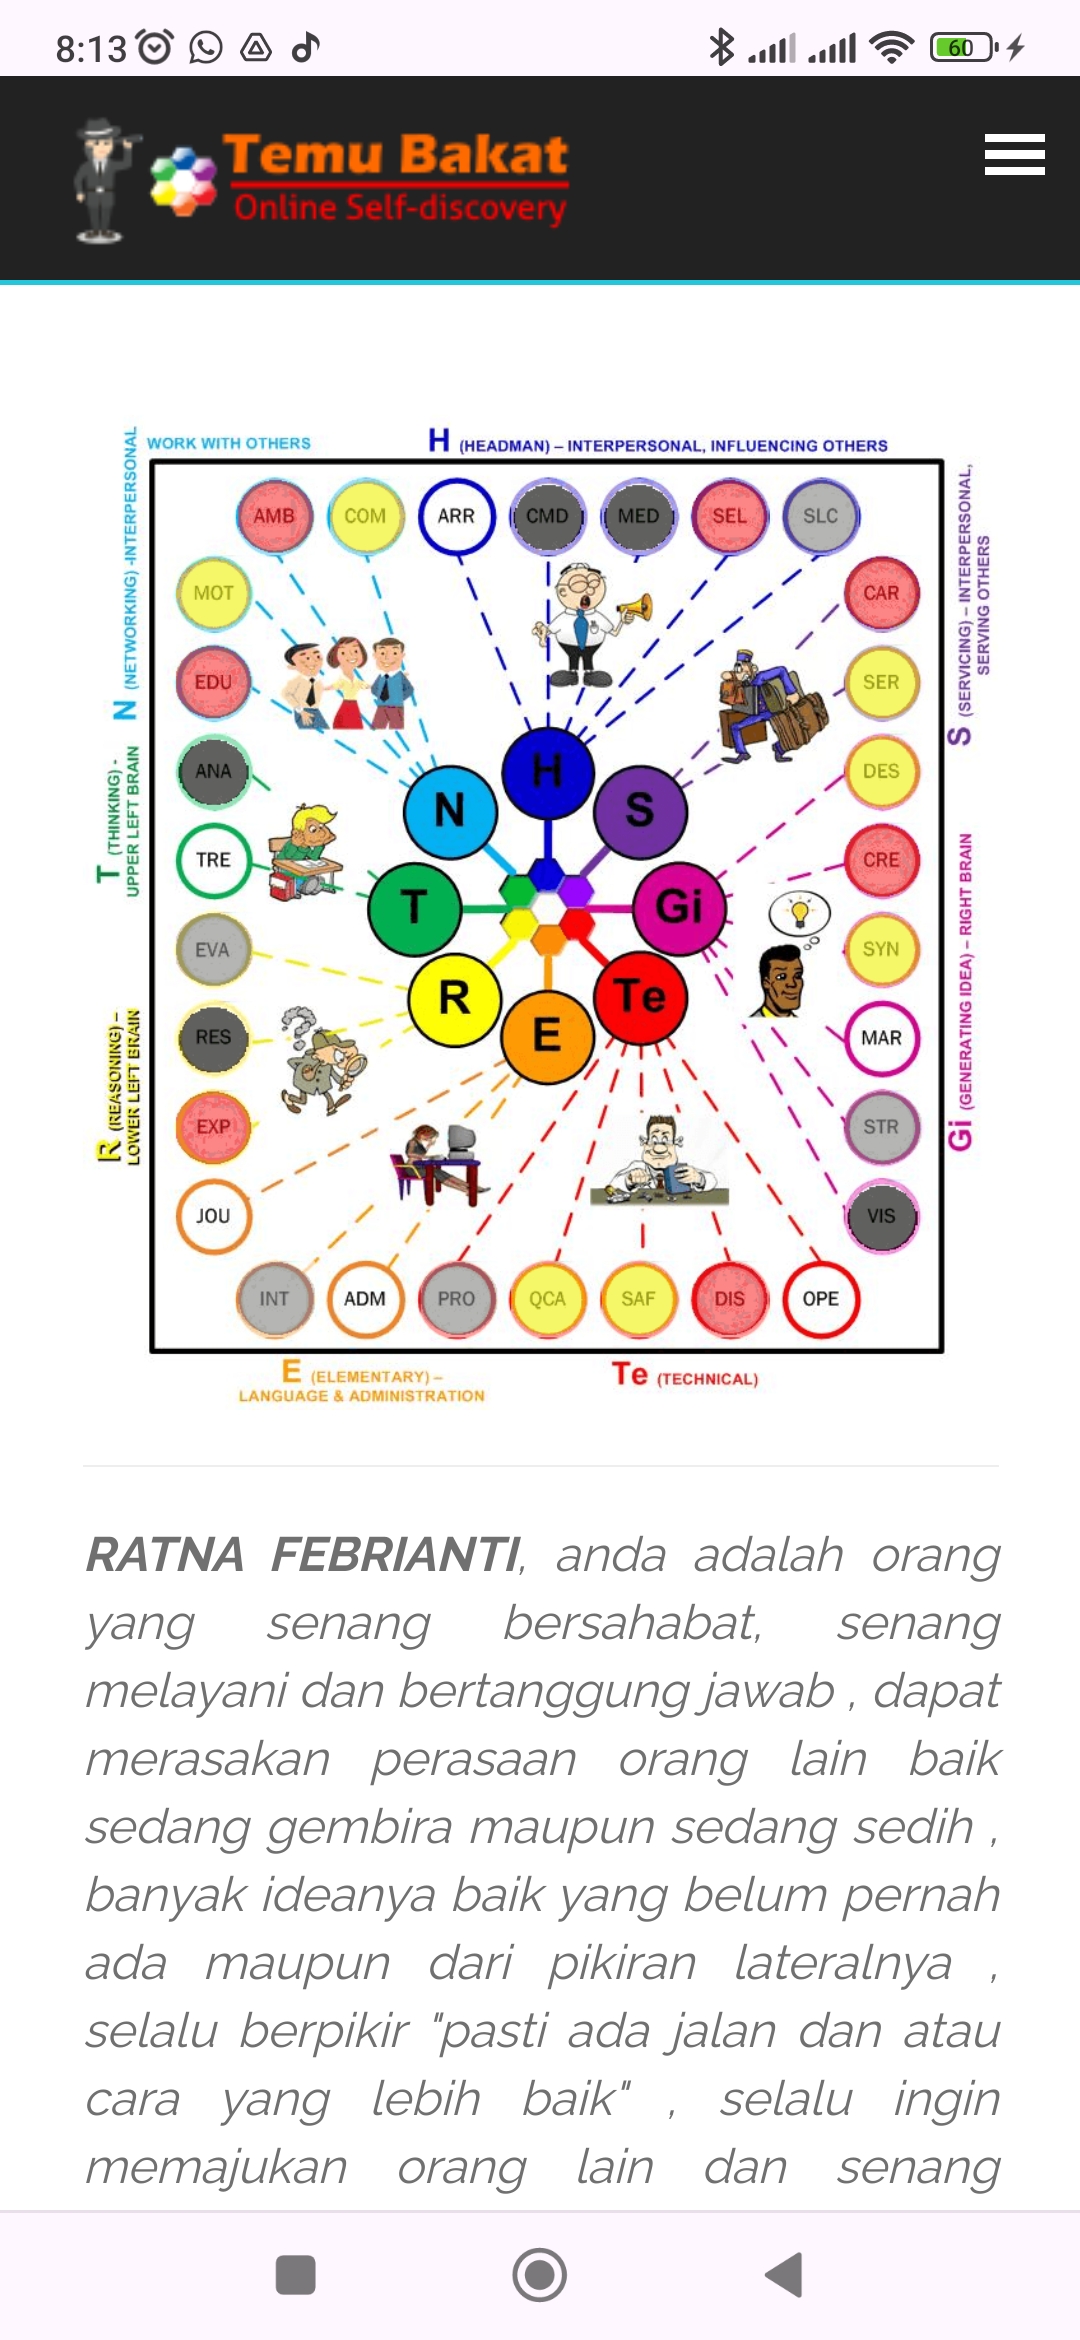 8:13
60
Temu Bakat
Online Self-discovery
WORK WITH OTHERS
H (HEADMAN) – INTERPERSONAL, INFLUENCING OTHERS
N (NETWORKING) -INTERPERSONAL
S (SERVICING) – INTERPERSONAL,
SERVING OTHERS
AMB COM ARR CMD MED SEL SLC
MOT CAR
EDU SER
ANA DES
TRE CRE
EVA SYN
RES MAR
EXP STR
JOU VIS
INT ADM PRO QCA SAF DIS OPE
H
N S
T Gi
R Te
E
T (THINKING) -
UPPER LEFT BRAIN
R (REASONING) –
LOWER LEFT BRAIN
Gi (GENERATING IDEA) – RIGHT BRAIN
E (ELEMENTARY) –
LANGUAGE & ADMINISTRATION
Te (TECHNICAL)
RATNA FEBRIANTI, anda adalah orang
yang senang bersahabat, senang
melayani dan bertanggung jawab , dapat
merasakan perasaan orang lain baik
sedang gembira maupun sedang sedih ,
banyak ideanya baik yang belum pernah
ada maupun dari pikiran lateralnya ,
selalu berpikir "pasti ada jalan dan atau
cara yang lebih baik" , selalu ingin
memajukan orang lain dan senang